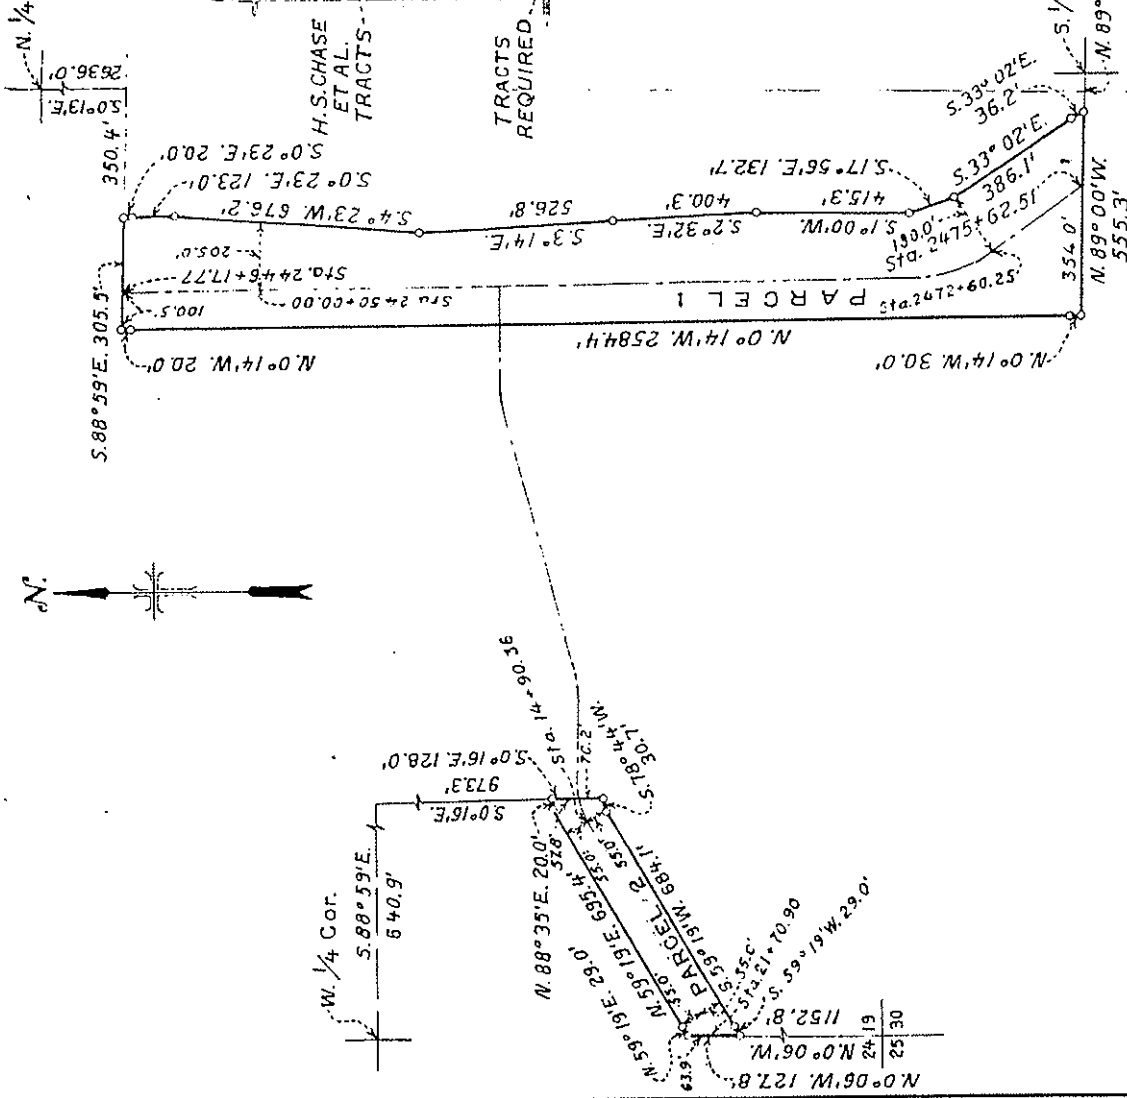 N. 1/4
2636.0'
S.0°13'E.
350.4'
H.S.CHASE
ET AL.
TRACTS
TRACTS
REQUIRED
S. 1/
N. 89°
S.88°59'E. 305.5'
S.0°23'E. 20.0'
S.0°23'E. 123.0'
S.4°23'W. 676.2'
205.0'
Sta. 2446+17.77
100.5'
Sta 2450+00.00
N.0°14'W. 20.0'
526.8'
S.3°14'E.
400.3'
S.2°32'E.
415.3'
S.1°00'W.
S.17°56'E. 132.7'
S.33°02'E.
36.2'
S.33°02'E.
386.1'
190.0'
Sta. 2475+62.51
PARCEL 1
Sta.2472+60.25
N.0°14'W. 2584.4'
354.0'
N.0°14'W. 30.0'
N.89°00'W.
555.3'
N.
W. 1/4 Cor.
S.88°59'E.
640.9'
973.3'
S.0°16'E.
S.0°16'E. 128.0'
Sta. 14+90.36
N.88°35'E. 20.0'
S.78°44'W.
30.7'
55.0'
55.0'
N.59°19'E. 695.4'
N.59°19'E. 29.0'
PARCEL 2
S.59°19'W. 684.1'
55.0'
Sta.21+70.90
S.59°19'W. 29.0'
63.9'
1152.8'
N.0°06'W.
N.0°06'W. 127.8'
24 19
25 30